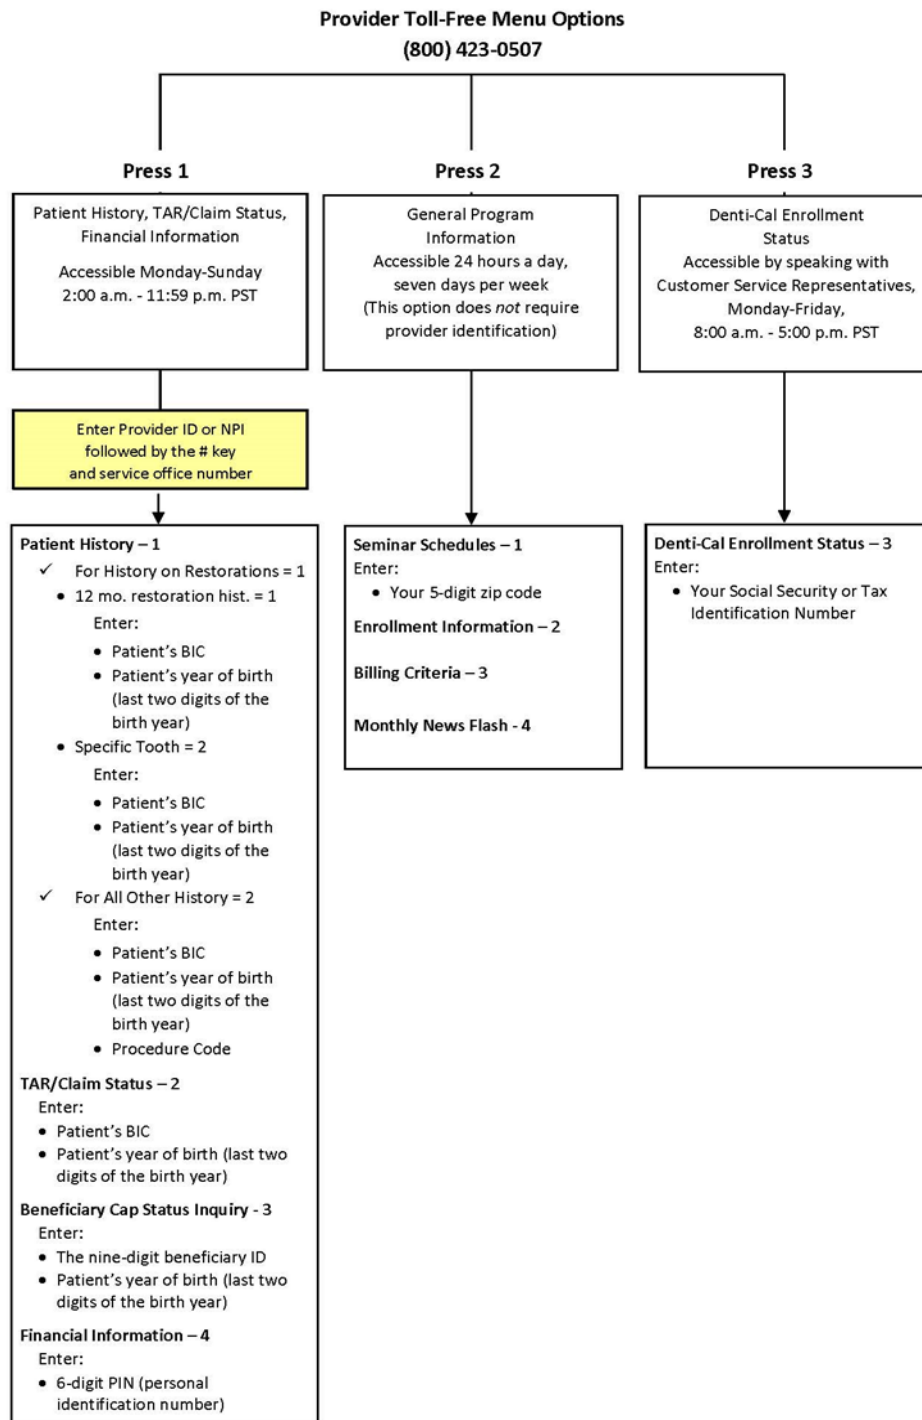 Provider Toll-Free Menu Options
(800) 423-0507
Press 1
Patient History, TAR/Claim Status,
Financial Information
Accessible Monday-Sunday
2:00 a.m. - 11:59 p.m. PST
Enter Provider ID or NPI
followed by the # key
and service office number
Patient History – 1
✓ For History on Restorations = 1
• 12 mo. restoration hist. = 1
Enter:
• Patient's BIC
• Patient's year of birth
(last two digits of the
birth year)
• Specific Tooth = 2
Enter:
• Patient's BIC
• Patient's year of birth
(last two digits of the
birth year)
✓ For All Other History = 2
Enter:
• Patient's BIC
• Patient's year of birth
(last two digits of the
birth year)
• Procedure Code
TAR/Claim Status – 2
Enter:
• Patient's BIC
• Patient's year of birth (last two
digits of the birth year)
Beneficiary Cap Status Inquiry - 3
Enter:
• The nine-digit beneficiary ID
• Patient's year of birth (last two
digits of the birth year)
Financial Information – 4
Enter:
• 6-digit PIN (personal
identification number)
Press 2
General Program
Information
Accessible 24 hours a day,
seven days per week
(This option does not require
provider identification)
Seminar Schedules – 1
Enter:
• Your 5-digit zip code
Enrollment Information – 2
Billing Criteria – 3
Monthly News Flash - 4
Press 3
Denti-Cal Enrollment
Status
Accessible by speaking with
Customer Service Representatives,
Monday-Friday,
8:00 a.m. - 5:00 p.m. PST
Denti-Cal Enrollment Status – 3
Enter:
• Your Social Security or Tax
Identification Number